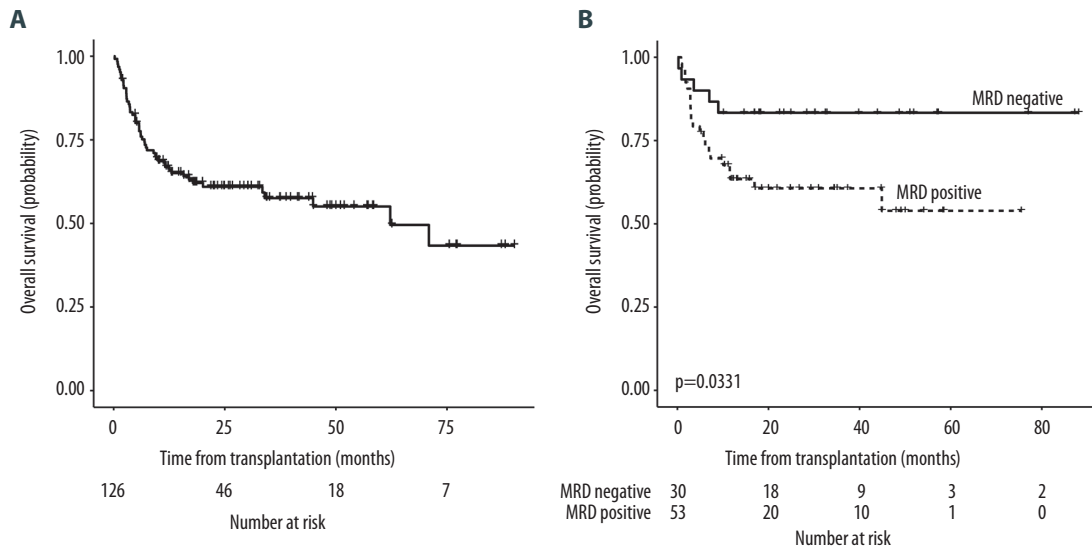 A
Overall survival (probability)
1.00
0.75
0.50
0.25
0.00
0 25 50 75
Time from transplantation (months)
126 46 18 7
Number at risk
B
Overall survival (probability)
1.00
0.75
0.50
0.25
0.00
MRD negative
MRD positive
p=0.0331
0 20 40 60 80
Time from transplantation (months)
MRD negative 30 18 9 3 2
MRD positive 53 20 10 1 0
Number at risk